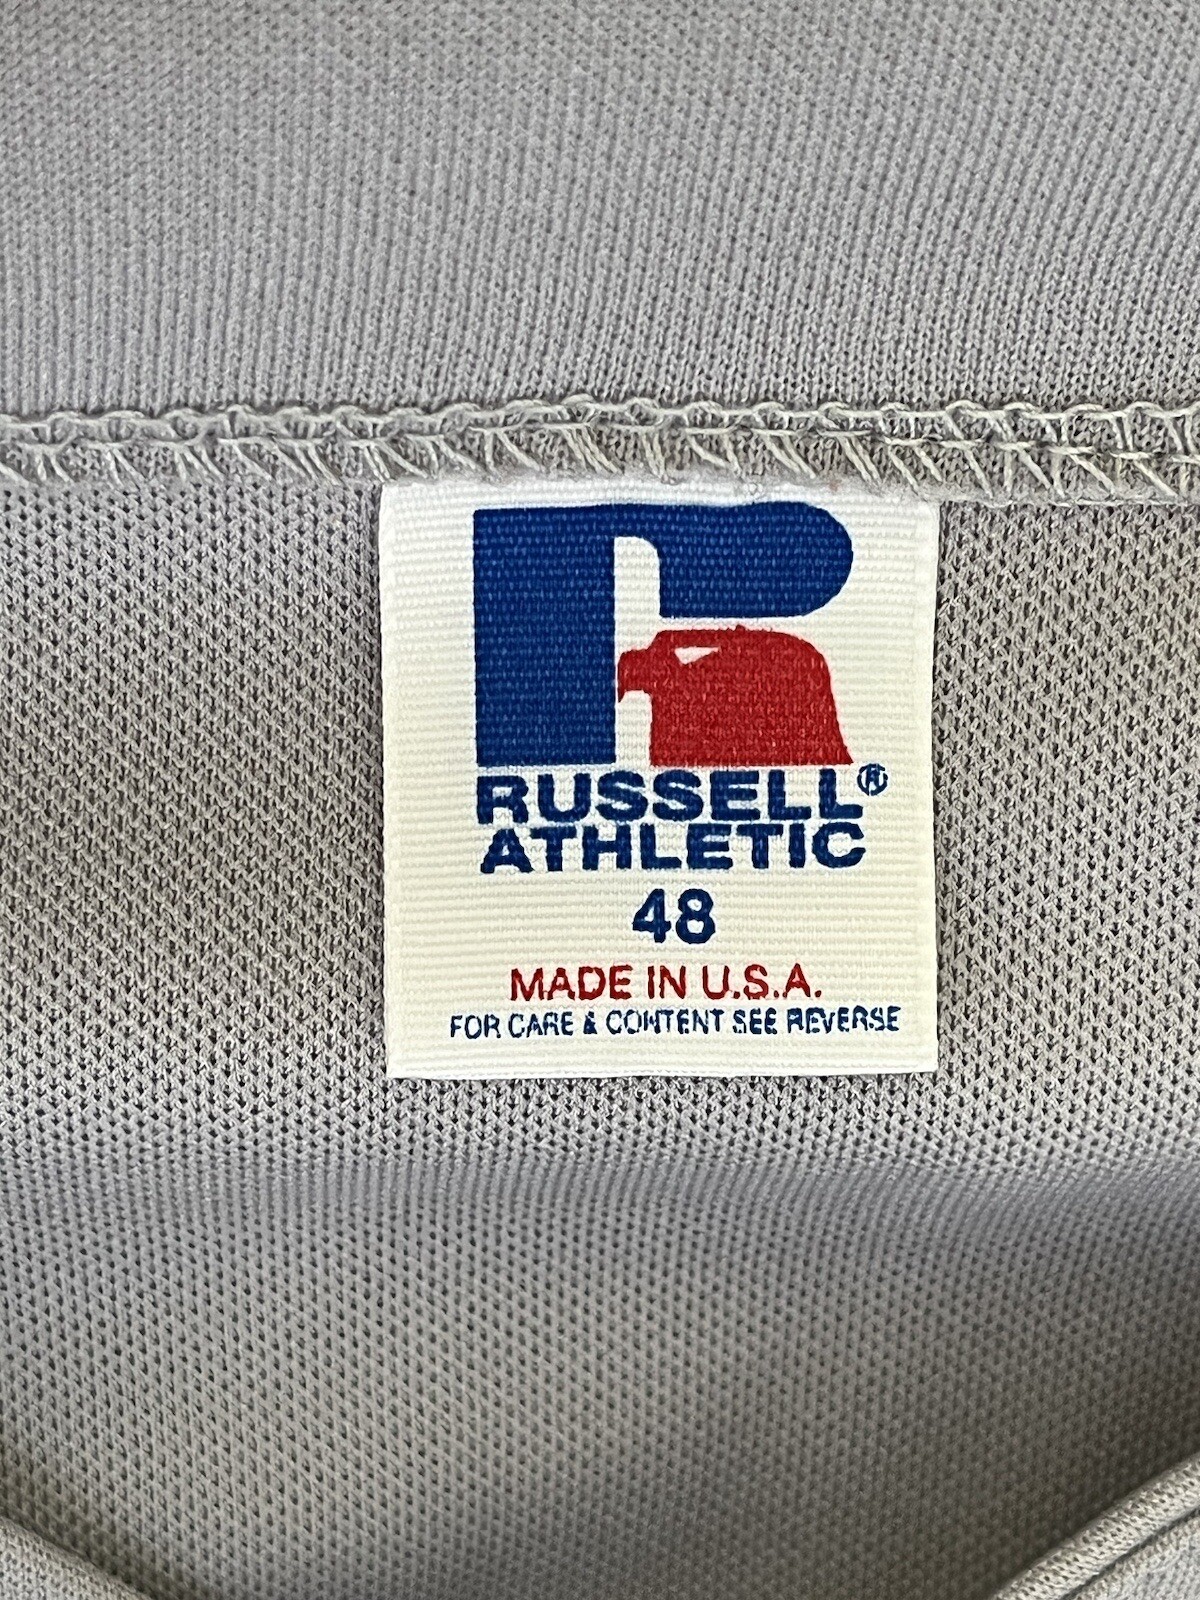 RUSSELL®
ATHLETIC
48
MADE IN U.S.A.
FOR CARE & CONTENT SEE REVERSE